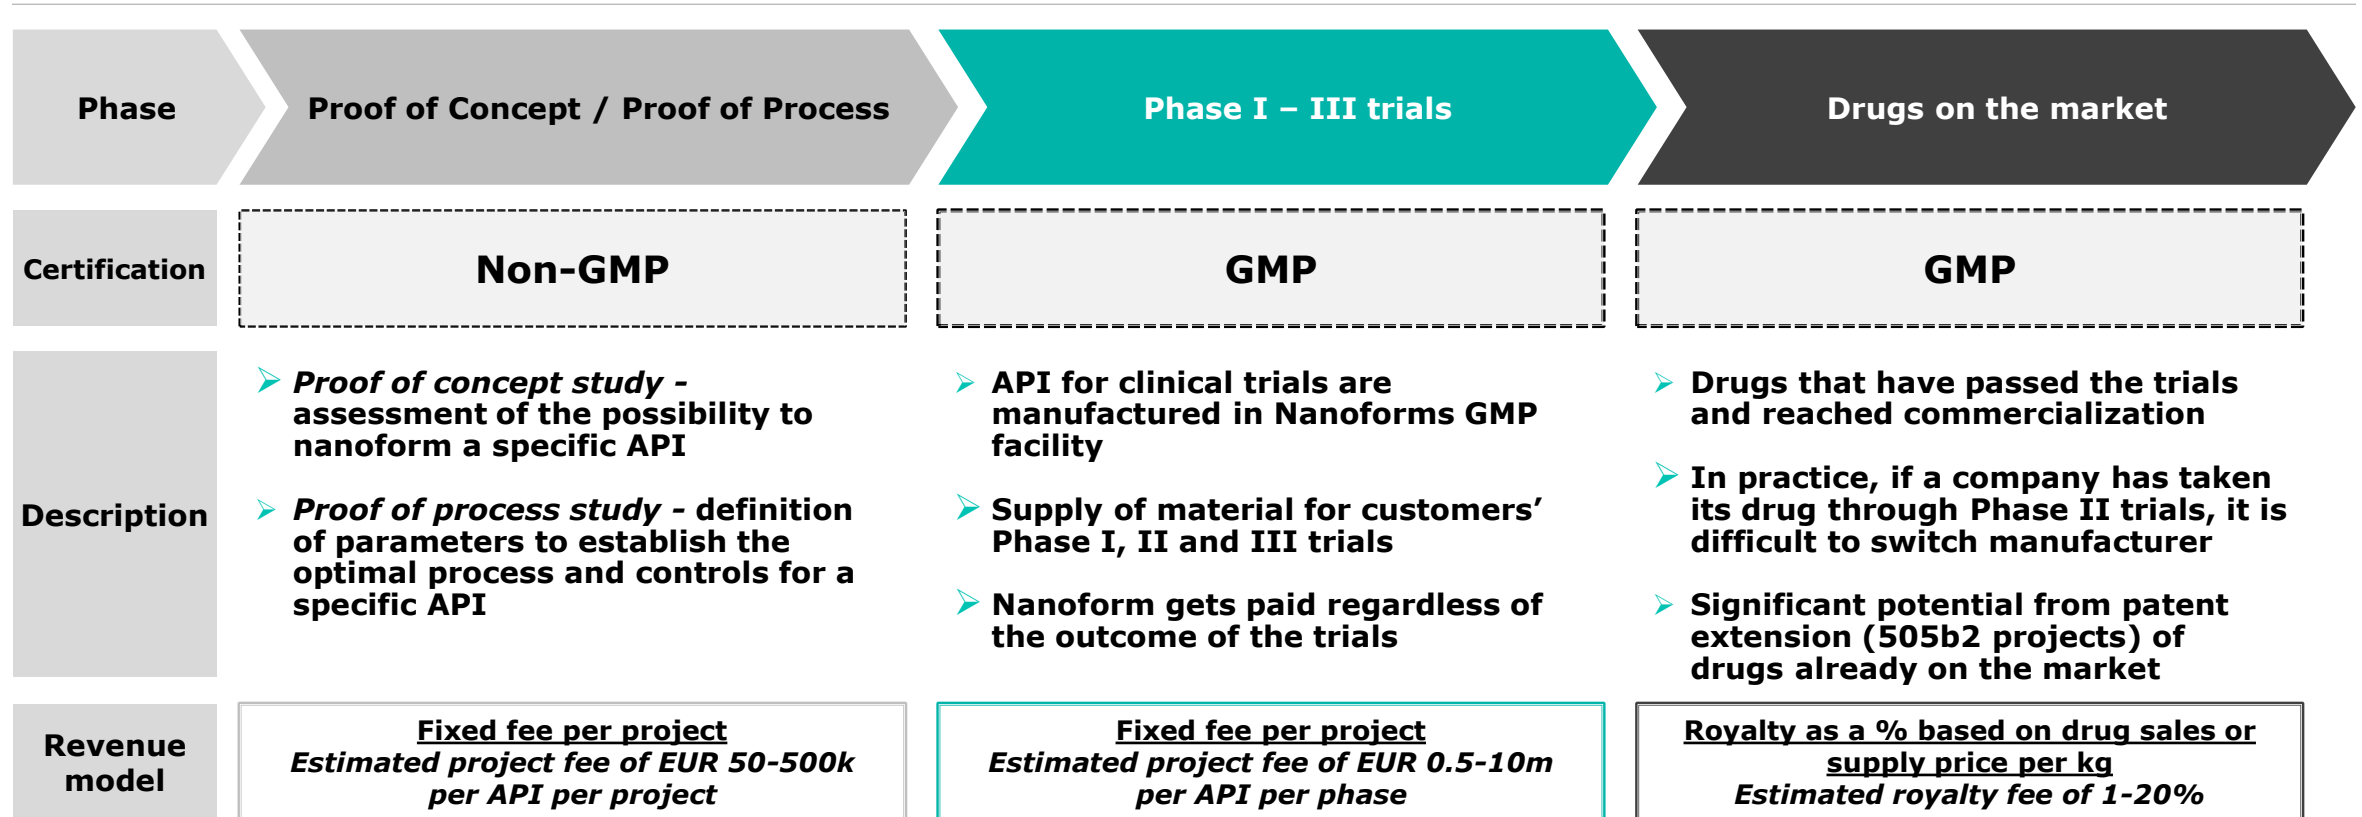 Phase
Proof of Concept / Proof of Process
Phase I – III trials
Drugs on the market
Certification
Non-GMP
GMP
GMP
Description
Proof of concept study -
assessment of the possibility to
nanoform a specific API
Proof of process study - definition
of parameters to establish the
optimal process and controls for a
specific API
API for clinical trials are
manufactured in Nanoforms GMP
facility
Supply of material for customers’
Phase I, II and III trials
Nanoform gets paid regardless of
the outcome of the trials
Drugs that have passed the trials
and reached commercialization
In practice, if a company has taken
its drug through Phase II trials, it is
difficult to switch manufacturer
Significant potential from patent
extension (505b2 projects) of
drugs already on the market
Revenue
model
Fixed fee per project
Estimated project fee of EUR 50-500k
per API per project
Fixed fee per project
Estimated project fee of EUR 0.5-10m
per API per phase
Royalty as a % based on drug sales or
supply price per kg
Estimated royalty fee of 1-20%